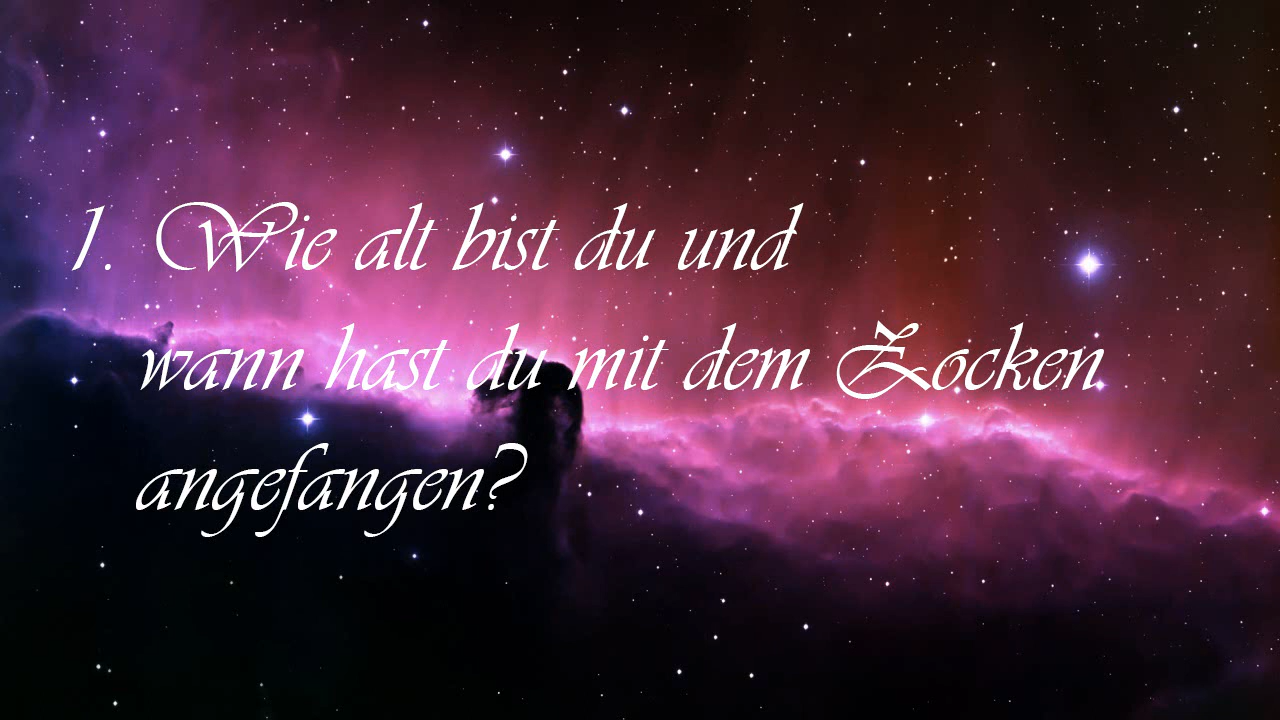 1. Wie alt bist du und
wann hast du mit dem Zocken
angefangen?